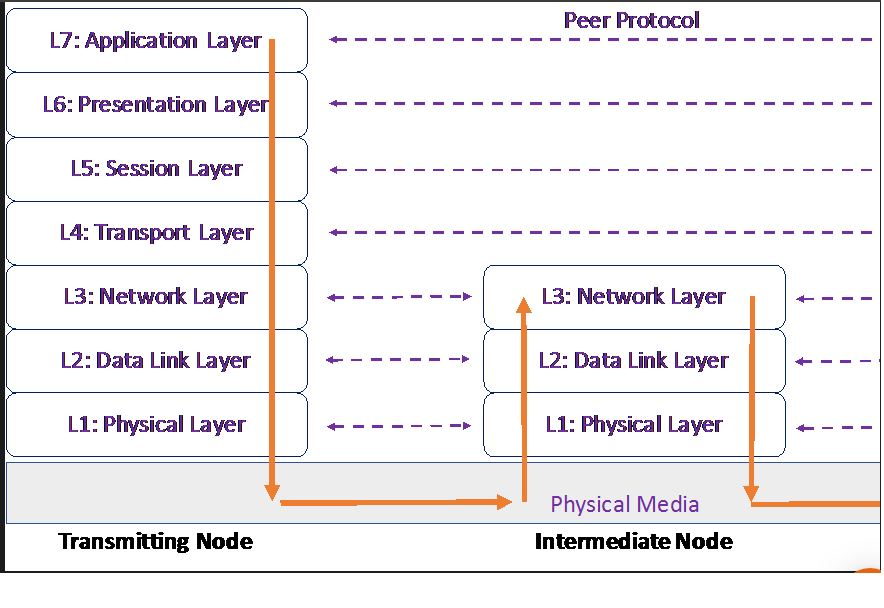 Peer Protocol
L7: Application Layer
L6: Presentation Layer
L5: Session Layer
L4: Transport Layer
L3: Network Layer
L3: Network Layer
L2: Data Link Layer
L2: Data Link Layer
L1: Physical Layer
L1: Physical Layer
Physical Media
Transmitting Node
Intermediate Node